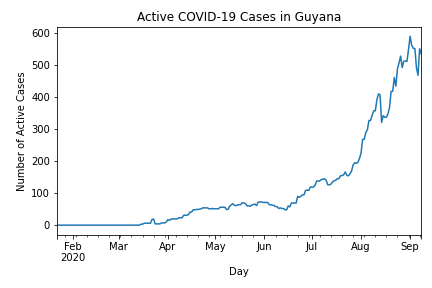 Active COVID-19 Cases in Guyana
Number of Active Cases
600
500
400
300
200
100
0
Feb
2020
Mar
Apr
May
Jun
Jul
Aug
Sep
Day